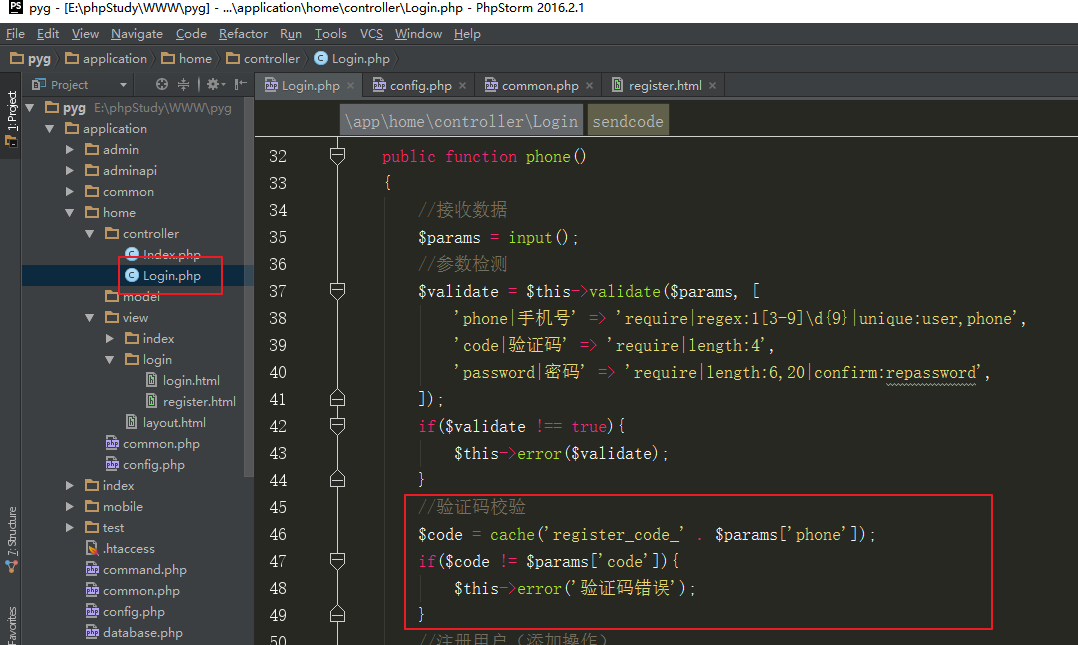 pyg - [E:\phpStudy\WWW\pyg] - ...\application\home\controller\Login.php - PhpStorm 2016.2.1
File Edit View Navigate Code Refactor Run Tools VCS Window Help
pyg application home controller Login.php
Project
Login.php × config.php × common.php × register.html ×
1: Project
7: Structure
Favorites
pyg E:\phpStudy\WWW\pyg
application
admin
adminapi
common
home
controller
Index.php
Login.php
model
view
index
login
login.html
register.html
layout.html
common.php
config.php
index
mobile
test
.htaccess
command.php
common.php
config.php
database.php
\app\home\controller\Login sendcode
32 public function phone()
33 {
34 //接收数据
35 $params = input();
36 //参数检测
37 $validate = $this->validate($params, [
38 'phone|手机号' => 'require|regex:1[3-9]\d{9}|unique:user,phone',
39 'code|验证码' => 'require|length:4',
40 'password|密码' => 'require|length:6,20|confirm:repassword',
41 ]);
42 if($validate !== true){
43 $this->error($validate);
44 }
45 //验证码校验
46 $code = cache('register_code_' . $params['phone']);
47 if($code != $params['code']){
48 $this->error('验证码错误');
49 }
50 //注册用户（添加操作）